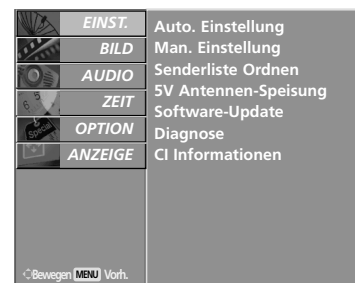 EINST.
BILD
AUDIO
ZEIT
OPTION
ANZEIGE
Auto. Einstellung
Man. Einstellung
Senderliste Ordnen
5V Antennen-Speisung
Software-Update
Diagnose
CI Informationen
Special
Bewegen MENU Vorh.